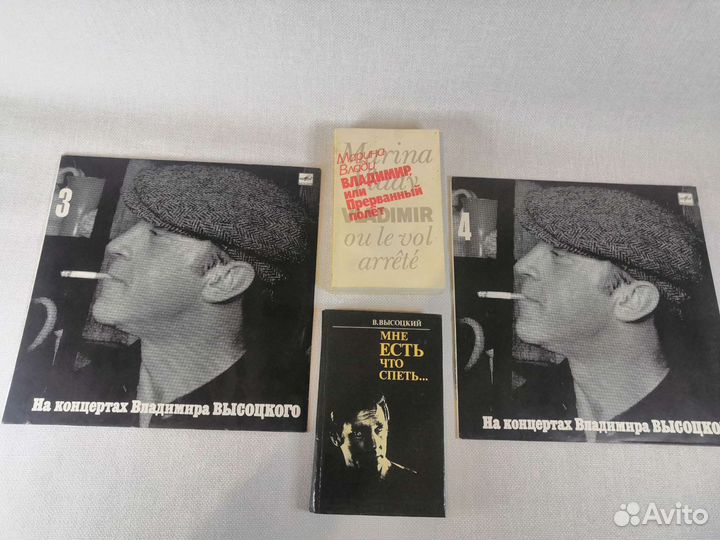 3
На концертах Владимира ВЫСОЦКОГО
Marina
Vlady
VLADIMIR
ou le vol
arrêté
Марина
Влади
ВЛАДИМИР,
или
Прерванный
полёт
В. ВЫСОЦКИЙ
МНЕ
ЕСТЬ
ЧТО
СПЕТЬ...
4
На концертах Владимира ВЫСОЦКО
Avito